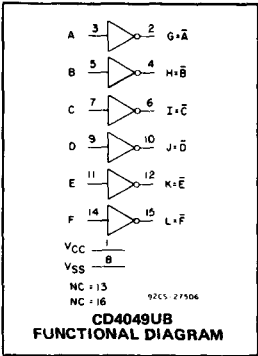 A 3 2 G=A̅
B 5 4 H=B̅
C 7 6 I=C̅
D 9 10 J=D̅
E 11 12 K=E̅
F 14 15 L=F̅
VCC 1
VSS 8
NC = 13
NC = 16
92CS-27506
CD4049UB
FUNCTIONAL DIAGRAM